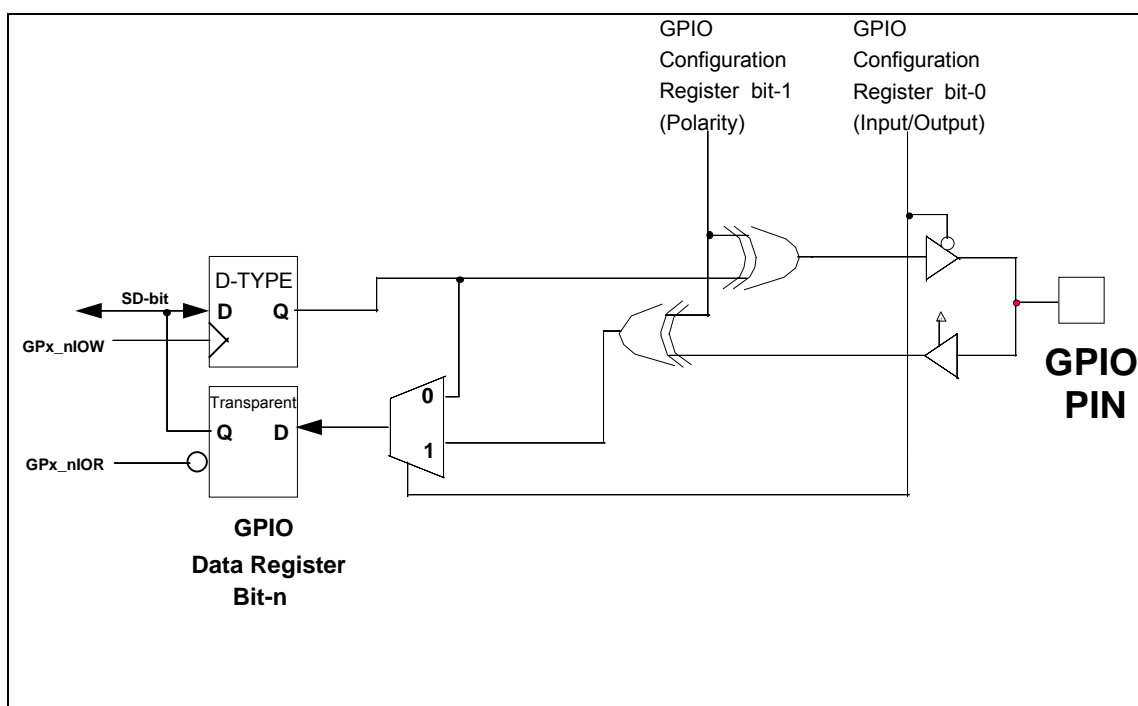 GPIO
Configuration
Register bit-1
(Polarity)
GPIO
Configuration
Register bit-0
(Input/Output)
D-TYPE
SD-bit
D Q
GPx_nIOW
0
Transparent
Q D
1
GPx_nIOR
GPIO
PIN
GPIO
Data Register
Bit-n